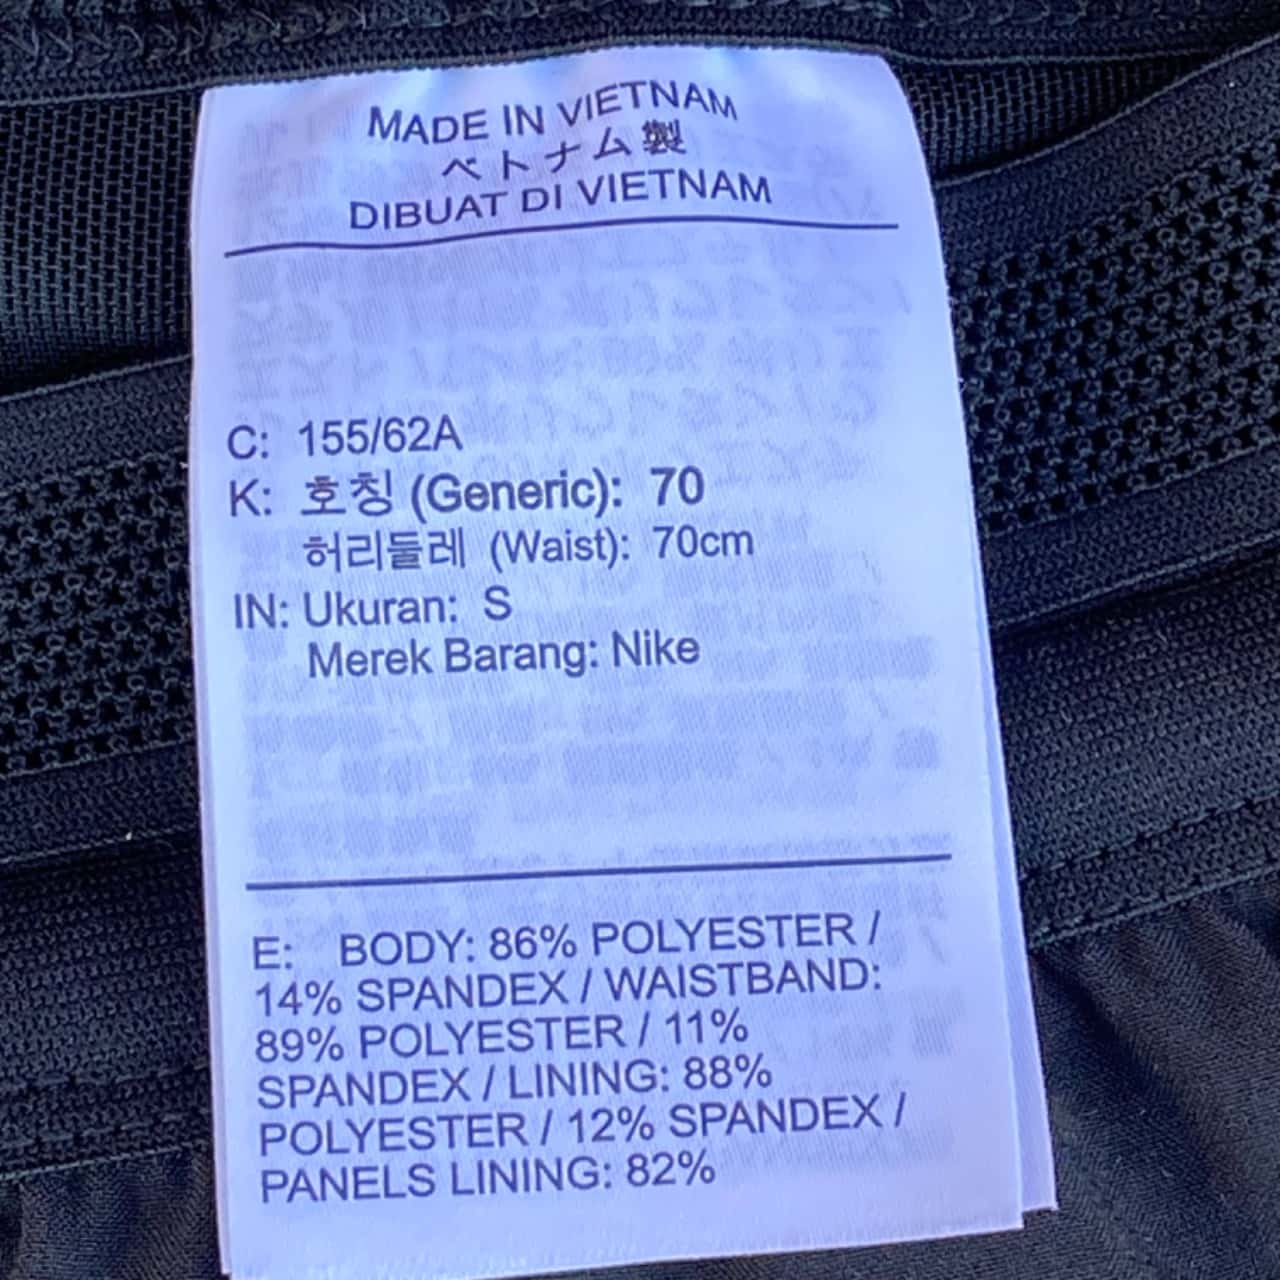 MADE IN VIETNAM
ベトナム製
DIBUAT DI VIETNAM
C: 155/62A
K: 호칭 (Generic): 70
허리둘레 (Waist): 70cm
IN: Ukuran: S
Merek Barang: Nike
E: BODY: 86% POLYESTER /
14% SPANDEX / WAISTBAND:
89% POLYESTER / 11%
SPANDEX / LINING: 88%
POLYESTER / 12% SPANDEX /
PANELS LINING: 82%